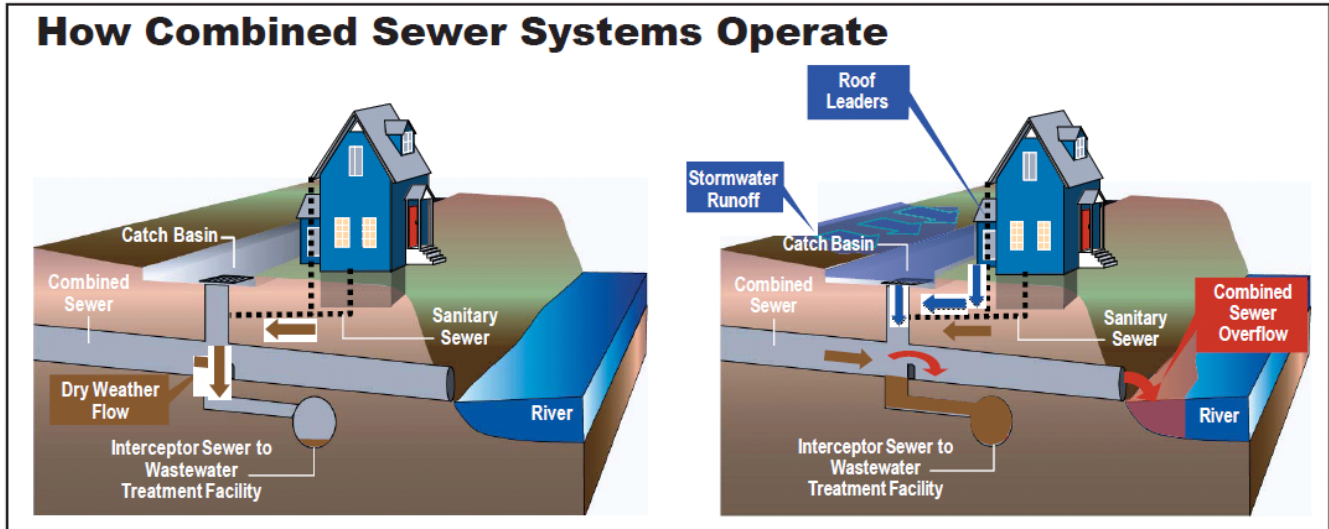 How Combined Sewer Systems Operate
Catch Basin
Combined
Sewer
Sanitary
Sewer
Dry Weather
Flow
River
Interceptor Sewer to
Wastewater
Treatment Facility
Roof
Leaders
Stormwater
Runoff
Catch Basin
Combined
Sewer
Combined
Sewer
Overflow
Sanitary
Sewer
River
Interceptor Sewer to
Wastewater
Treatment Facility